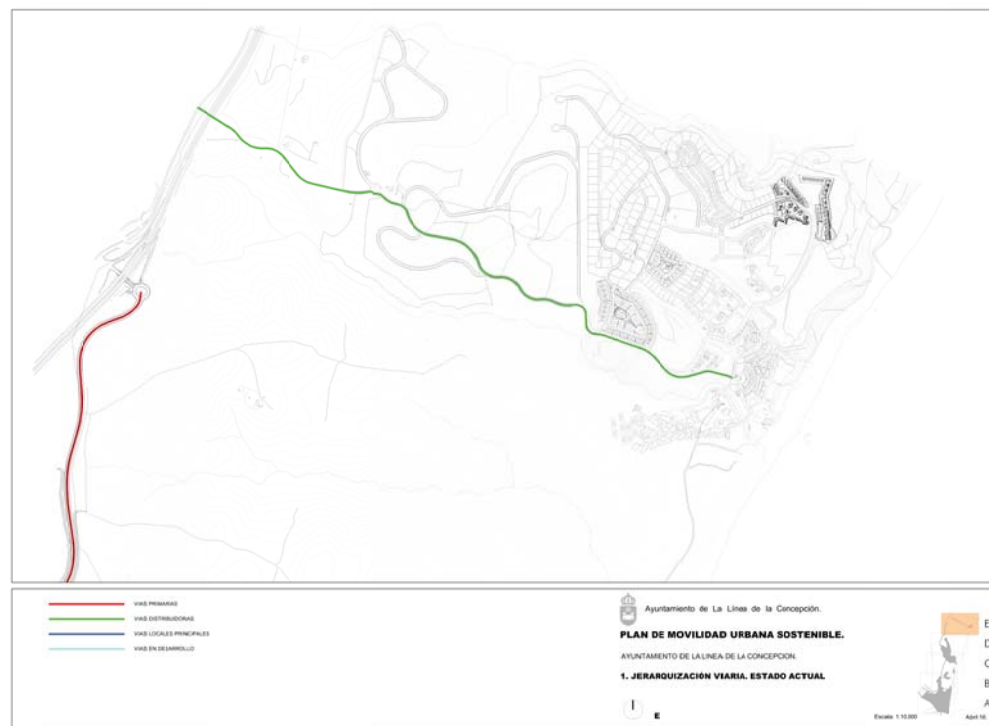 VIAS PRIMARIAS
VIAS DISTRIBUIDORAS
VIAS LOCALES PRINCIPALES
VIAS EN DESARROLLO
Ayuntamiento de La Línea de la Concepción.
PLAN DE MOVILIDAD URBANA SOSTENIBLE.
AYUNTAMIENTO DE LA LINEA DE LA CONCEPCION.
1. JERARQUIZACIÓN VIARIA. ESTADO ACTUAL
E
Escala: 1:10.000
E
D
C
B
A